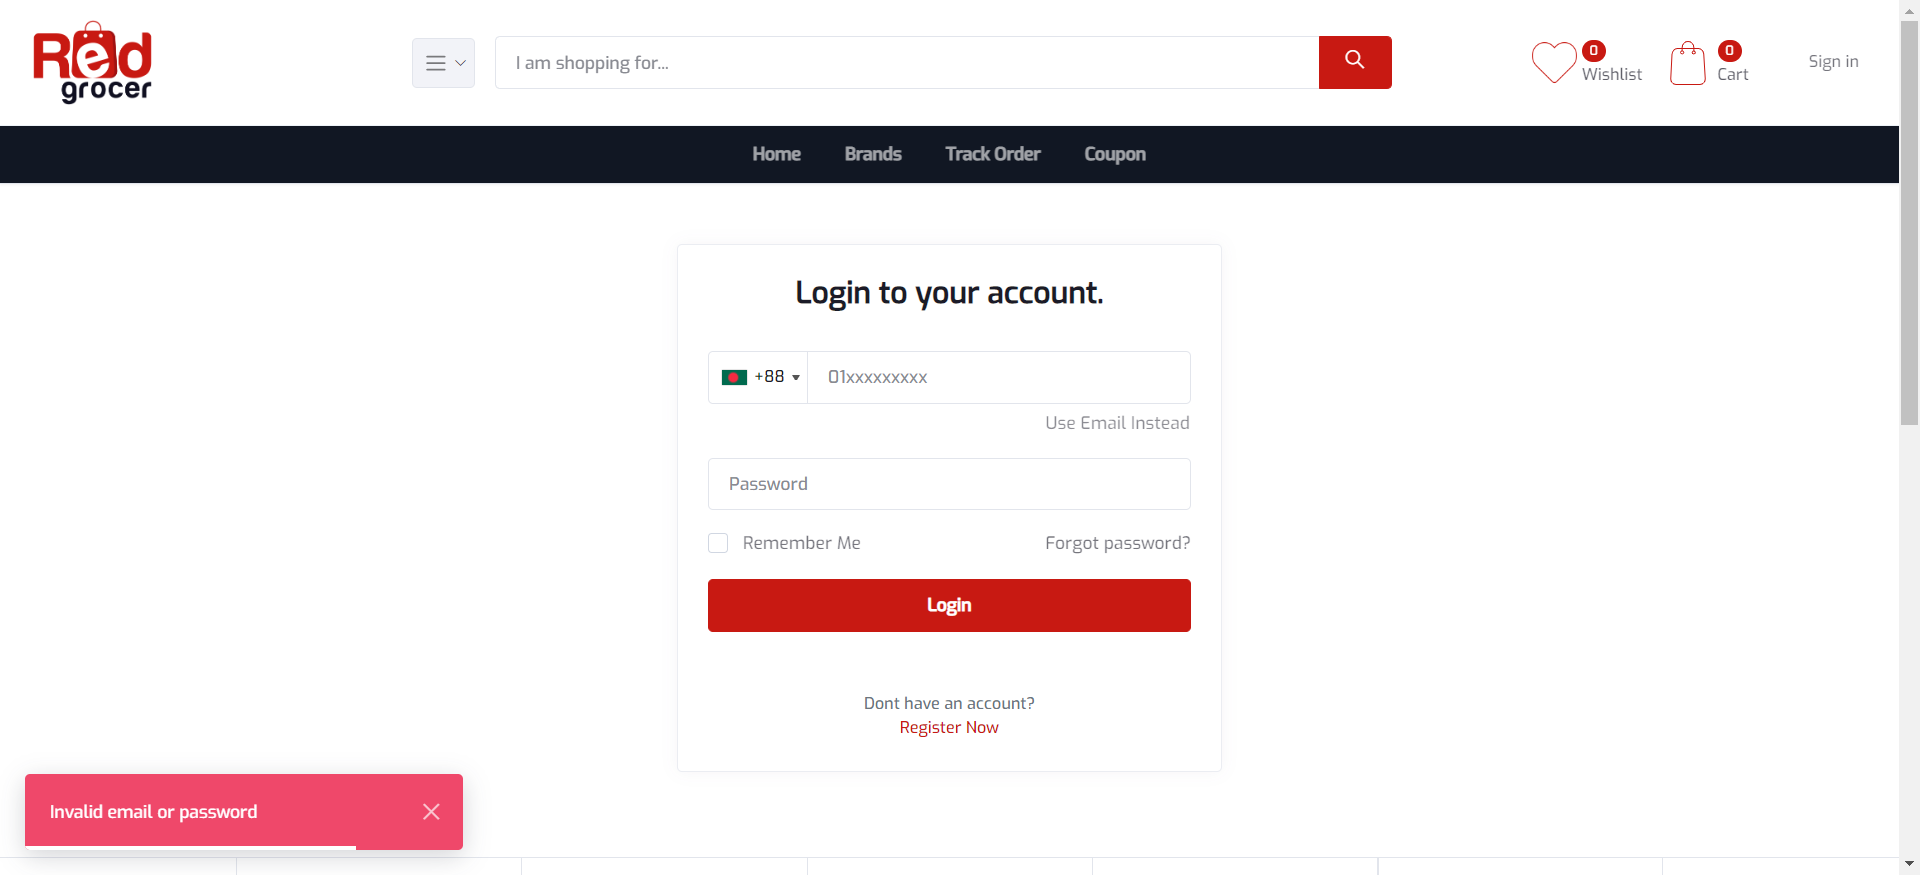 Red
grocer
I am shopping for...
0
Wishlist
0
Cart
Sign in
Home Brands Track Order Coupon
Login to your account.
+88 01xxxxxxxxx
Use Email Instead
Password
Remember Me Forgot password?
Login
Dont have an account?
Register Now
Invalid email or password